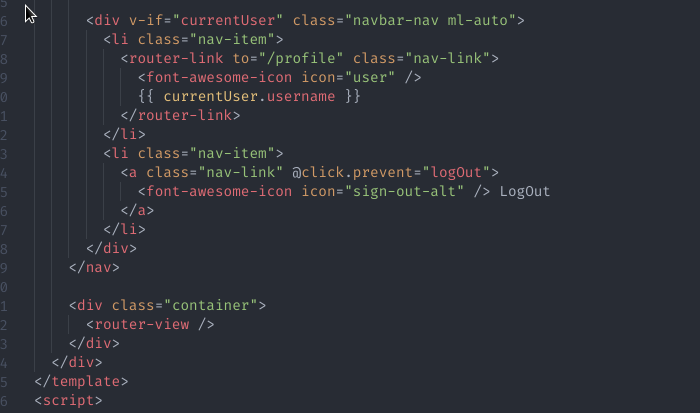 5
6 <div v-if="currentUser" class="navbar-nav ml-auto">
7 <li class="nav-item">
8 <router-link to="/profile" class="nav-link">
9 <font-awesome-icon icon="user" />
0 {{ currentUser.username }}
1 </router-link>
2 </li>
3 <li class="nav-item">
4 <a class="nav-link" @click.prevent="logOut">
5 <font-awesome-icon icon="sign-out-alt" /> LogOut
6 </a>
7 </li>
8 </div>
9 </nav>
0
1 <div class="container">
2 <router-view />
3 </div>
4 </div>
5 </template>
6 <script>